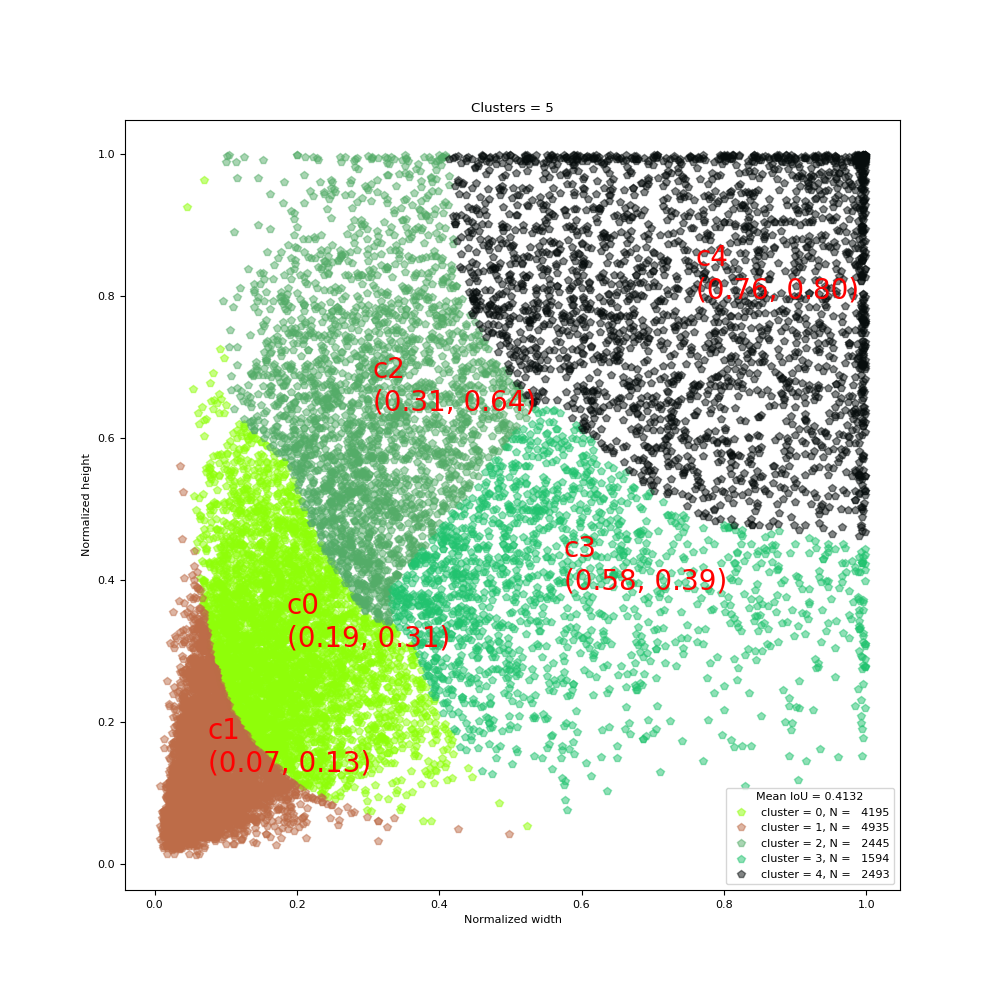 Clusters = 5
1.0
0.8
0.6
0.4
0.2
0.0
Normalized height
c4
(0.76, 0.80)
c2
(0.31, 0.64)
c3
(0.58, 0.39)
c0
(0.19, 0.31)
c1
(0.07, 0.13)
Mean IoU = 0.4132
cluster = 0, N = 4195
cluster = 1, N = 4935
cluster = 2, N = 2445
cluster = 3, N = 1594
cluster = 4, N = 2493
0.0 0.2 0.4 0.6 0.8 1.0
Normalized width